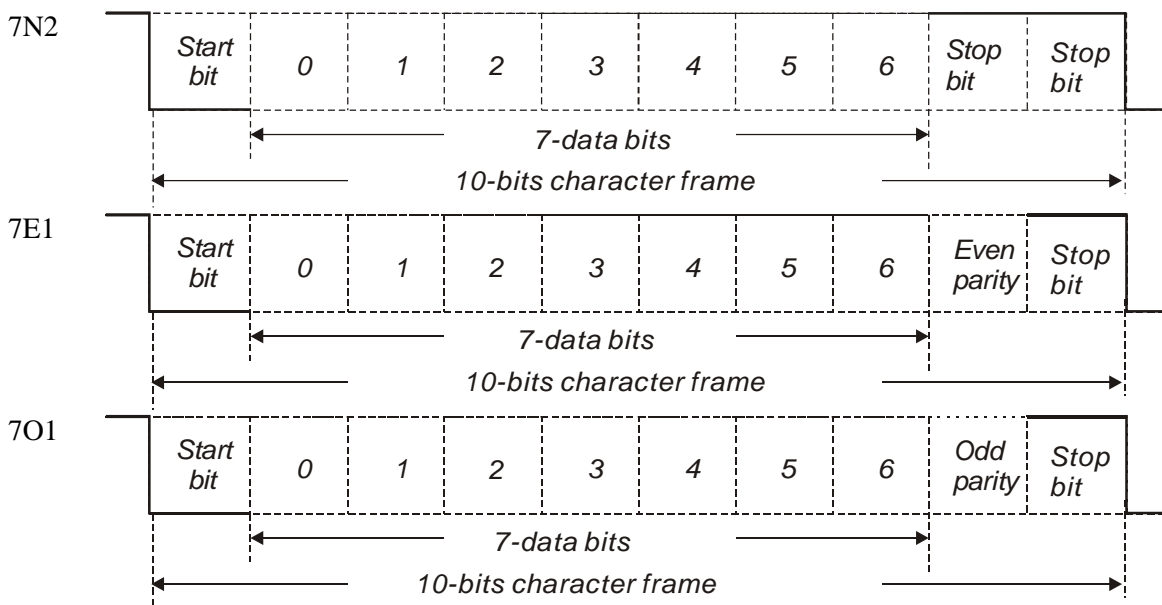 7N2
Start bit 0 1 2 3 4 5 6 Stop bit Stop bit
7-data bits
10-bits character frame
7E1
Start bit 0 1 2 3 4 5 6 Even parity Stop bit
7-data bits
10-bits character frame
7O1
Start bit 0 1 2 3 4 5 6 Odd parity Stop bit
7-data bits
10-bits character frame